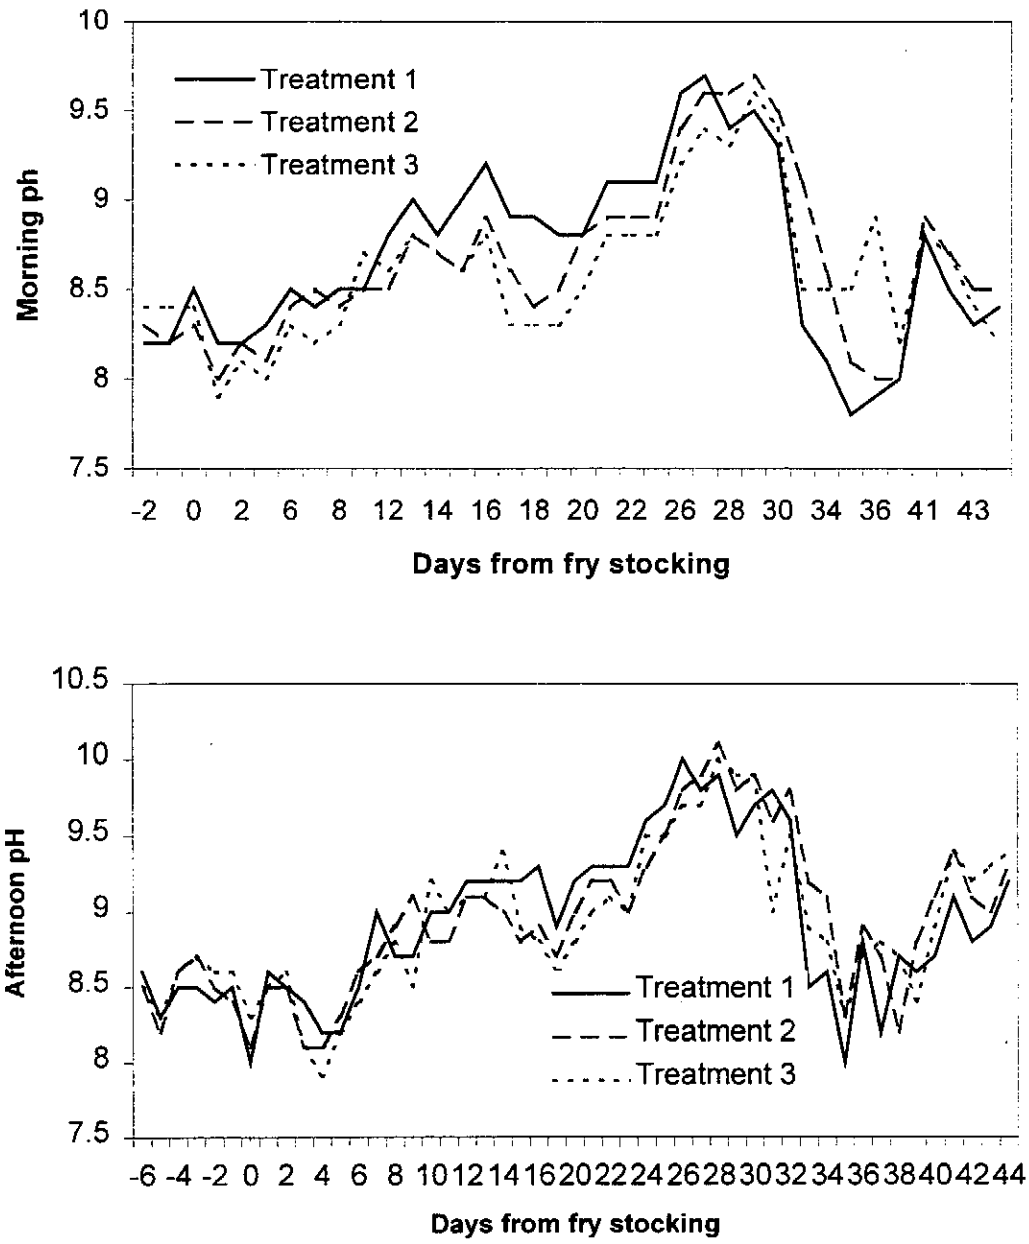 10
9.5
9
8.5
8
7.5
Morning ph
Treatment 1
Treatment 2
Treatment 3
-2 0 2 6 8 12 14 16 18 20 22 26 28 30 34 36 41 43
Days from fry stocking
10.5
10
9.5
9
8.5
8
7.5
Afternoon pH
Treatment 1
Treatment 2
Treatment 3
-6 -4 -2 0 2 4 6 8 10 12 14 16 20 22 24 26 28 30 32 34 36 38 40 42 44
Days from fry stocking